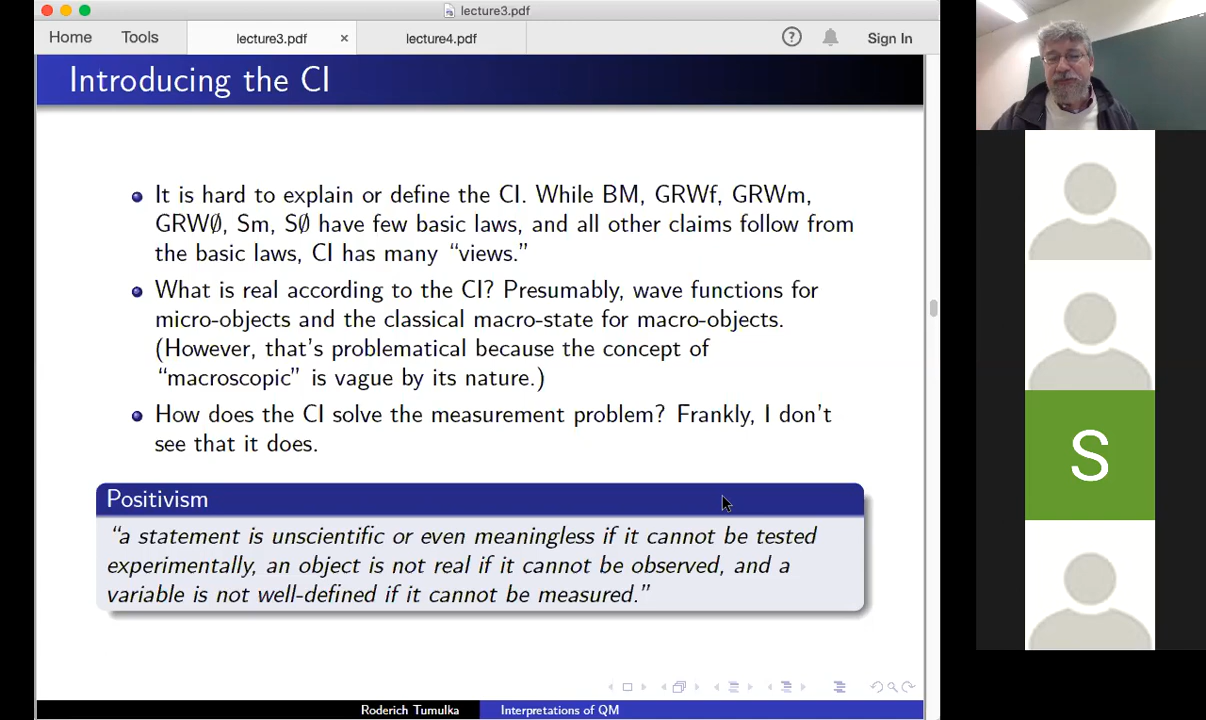 lecture3.pdf
Home Tools lecture3.pdf × lecture4.pdf ? Sign In
Introducing the CI
It is hard to explain or define the CI. While BM, GRWf, GRWm,
GRW∅, Sm, S∅ have few basic laws, and all other claims follow from
the basic laws, CI has many “views.”
What is real according to the CI? Presumably, wave functions for
micro-objects and the classical macro-state for macro-objects.
(However, that’s problematical because the concept of
“macroscopic” is vague by its nature.)
How does the CI solve the measurement problem? Frankly, I don’t
see that it does.
Positivism
“a statement is unscientific or even meaningless if it cannot be tested
experimentally, an object is not real if it cannot be observed, and a
variable is not well-defined if it cannot be measured.”
Roderich Tumulka Interpretations of QM
S